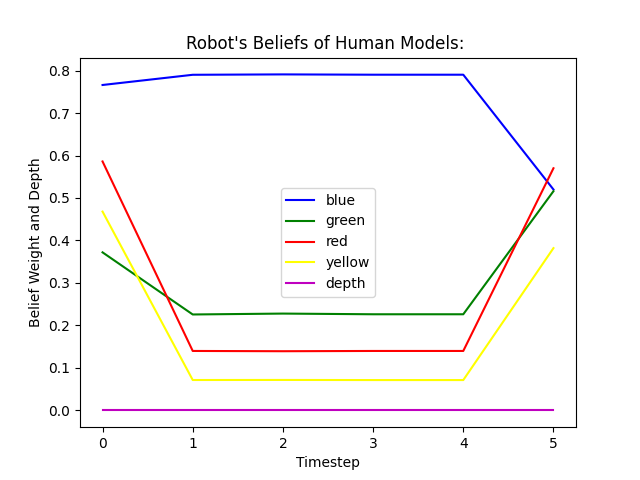 Robot's Beliefs of Human Models:
Belief Weight and Depth
0.8
0.7
0.6
0.5
0.4
0.3
0.2
0.1
0.0
blue
green
red
yellow
depth
0 1 2 3 4 5
Timestep